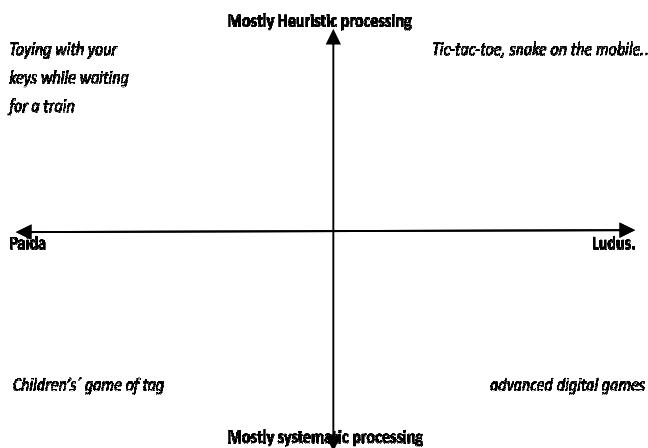 Mostly Heuristic processing
Toying with your
keys while waiting
for a train
Tic-tac-toe, snake on the mobile..
Paida
Ludus.
Children's´ game of tag
advanced digital games
Mostly systematic processing